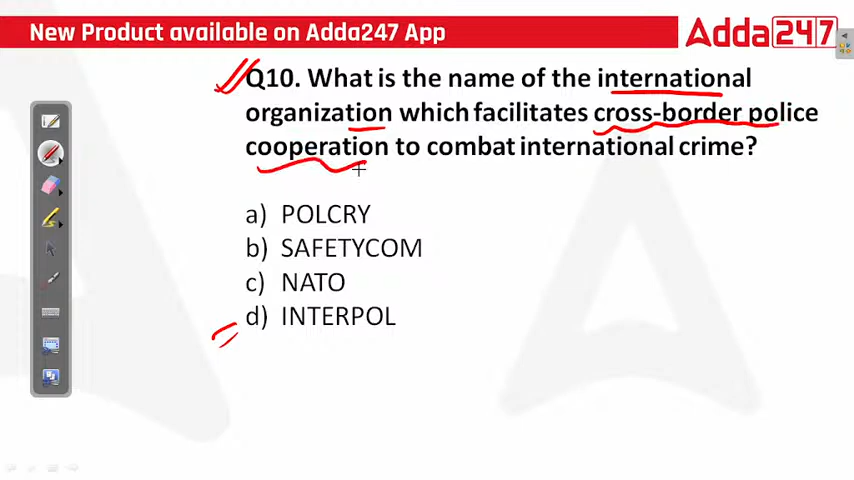 New Product available on Adda247 App
Adda247
Q10. What is the name of the international
organization which facilitates cross-border police
cooperation to combat international crime?
a) POLCRY
b) SAFETYCOM
c) NATO
d) INTERPOL